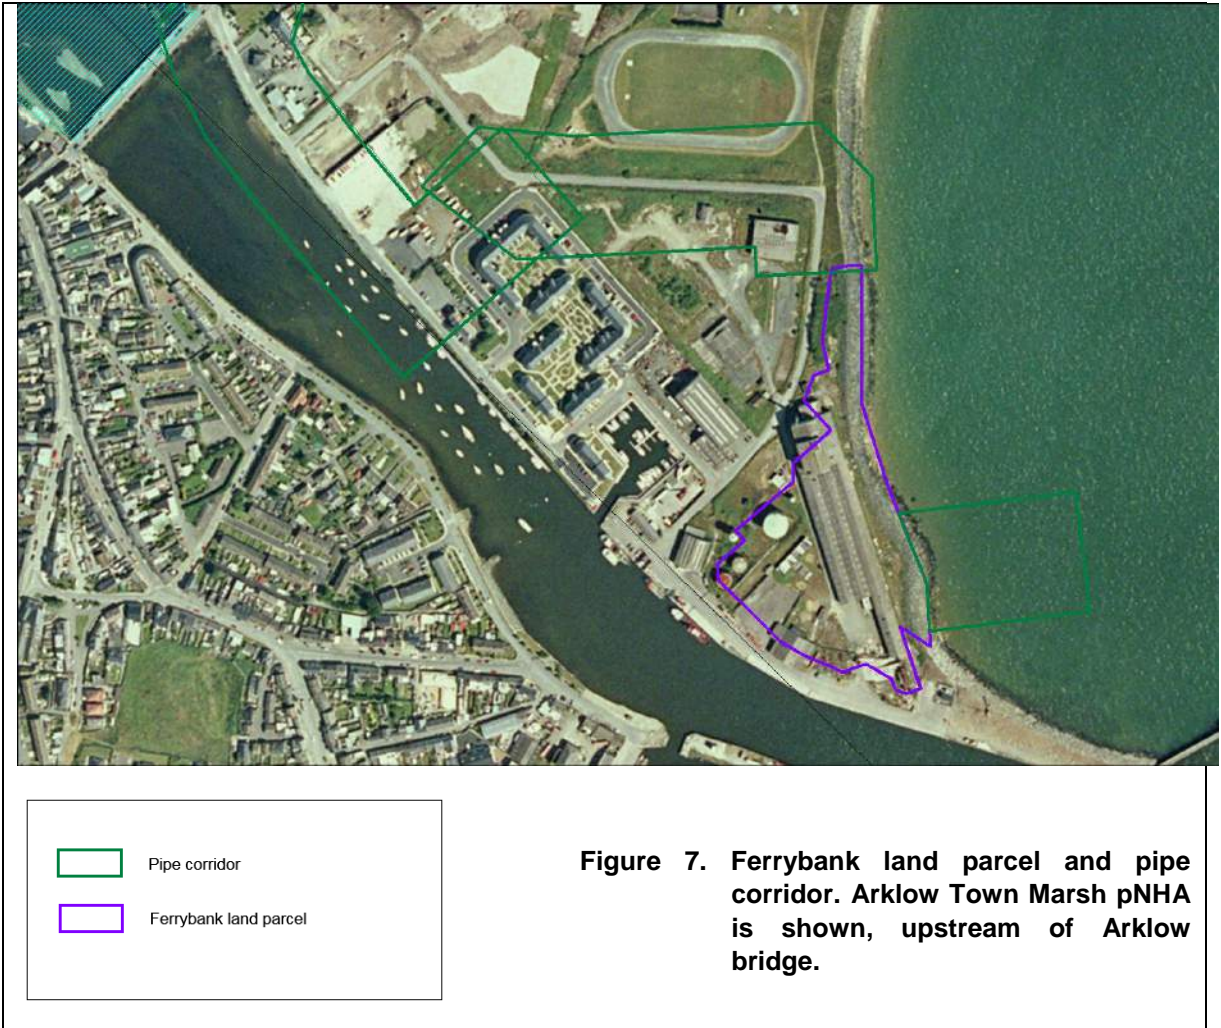 Pipe corridor
Ferrybank land parcel
Figure 7. Ferrybank land parcel and pipe
corridor. Arklow Town Marsh pNHA
is shown, upstream of Arklow
bridge.